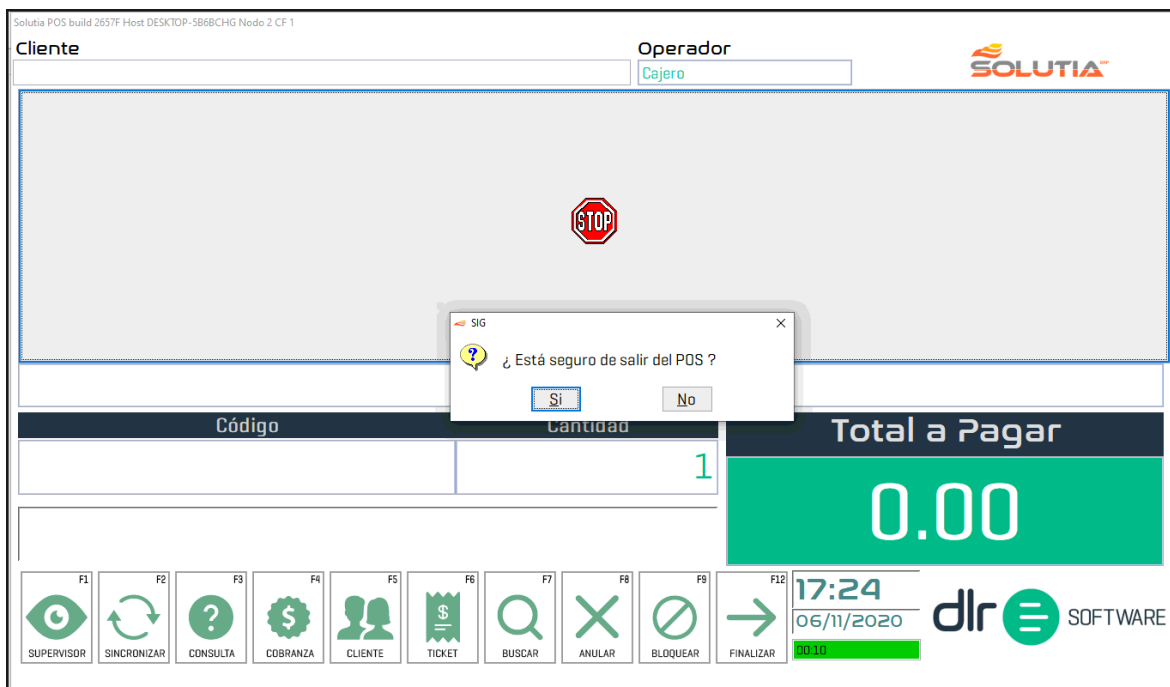 Solutia POS build 2657F Host DESKTOP-5B6BCHG Nodo 2 CF 1
Cliente Operador
Cajero
SOLUTIA
STOP
SIG
¿ Está seguro de salir del POS ?
Si No
Código Cantidad Total a Pagar
1
0.00
F1 F2 F3 F4 F5 F6 F7 F8 F9 F12
17:24
06/11/2020
dlr SOFTWARE
SUPERVISOR SINCRONIZAR CONSULTA COBRANZA CLIENTE TICKET BUSCAR ANULAR BLOQUEAR FINALIZAR
00:10